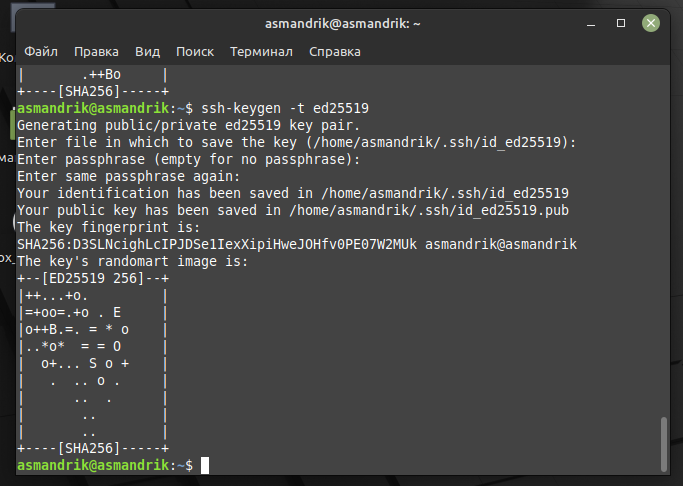 asmandrik@asmandrik: ~
Файл Правка Вид Поиск Терминал Справка
|       .++Bo     |
+----[SHA256]-----+
asmandrik@asmandrik:~$ ssh-keygen -t ed25519
Generating public/private ed25519 key pair.
Enter file in which to save the key (/home/asmandrik/.ssh/id_ed25519):
Enter passphrase (empty for no passphrase):
Enter same passphrase again:
Your identification has been saved in /home/asmandrik/.ssh/id_ed25519
Your public key has been saved in /home/asmandrik/.ssh/id_ed25519.pub
The key fingerprint is:
SHA256:D3SLNcighLcIPJDSe1IexXipiHweJOHfv0PE07W2MUk asmandrik@asmandrik
The key's randomart image is:
+--[ED25519 256]--+
|++...+o.         |
|=+oo=.+o . E     |
|o++B.=. = * o    |
|..*o*  = = O     |
|  o+... S o +    |
|   .  .. o .     |
|      ..  .      |
|       ..        |
|       ..        |
+----[SHA256]-----+
asmandrik@asmandrik:~$